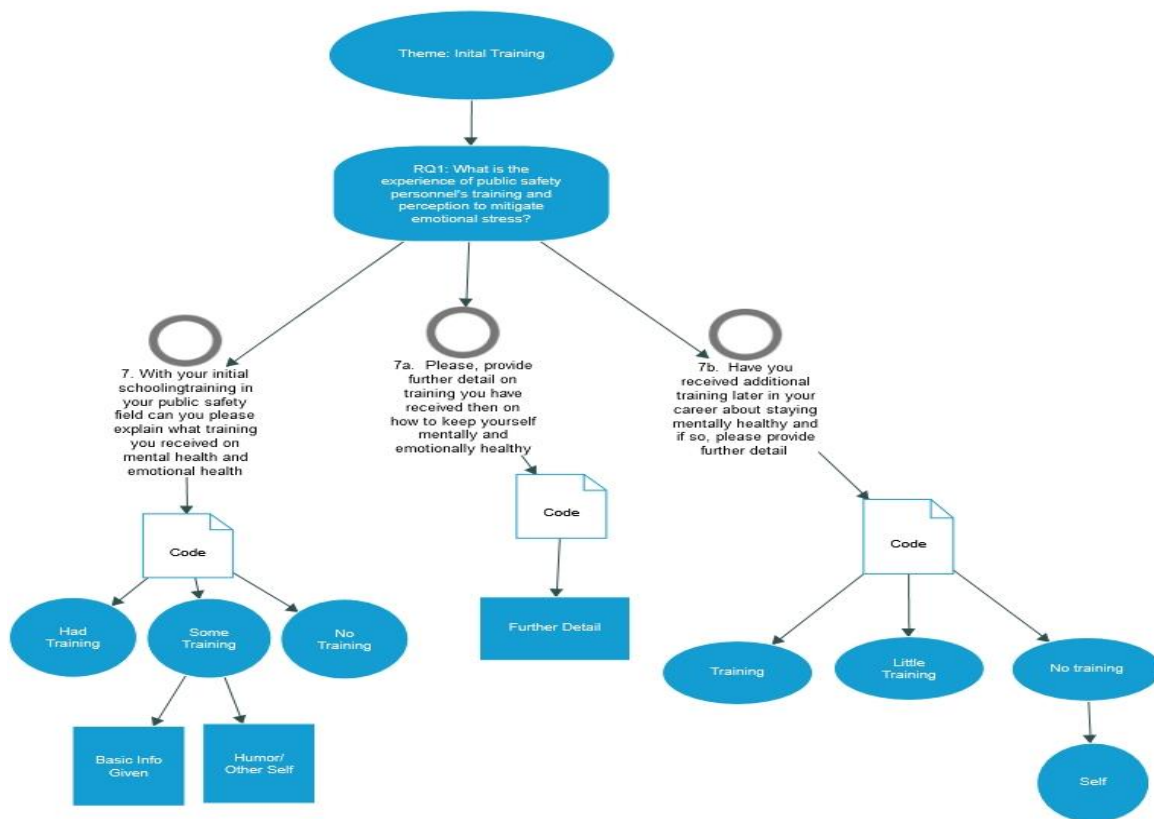 Theme: Inital Training
RQ1: What is the
experience of public safety
personnel's training and
perception to mitigate
emotional stress?
7. With your initial
schoolingtraining in
your public safety
field can you please
explain what training
you received on
mental health and
emotional health
7a. Please, provide
further detail on
training you have
received then on
how to keep yourself
mentally and
emotionally healthy
7b. Have you
received additional
training later in your
career about staying
mentally healthy and
if so, please provide
further detail
Code
Code
Code
Had
Training
Some
Training
No
Training
Further Detail
Training
Little
Training
No training
Basic Info
Given
Humor/
Other Self
Self